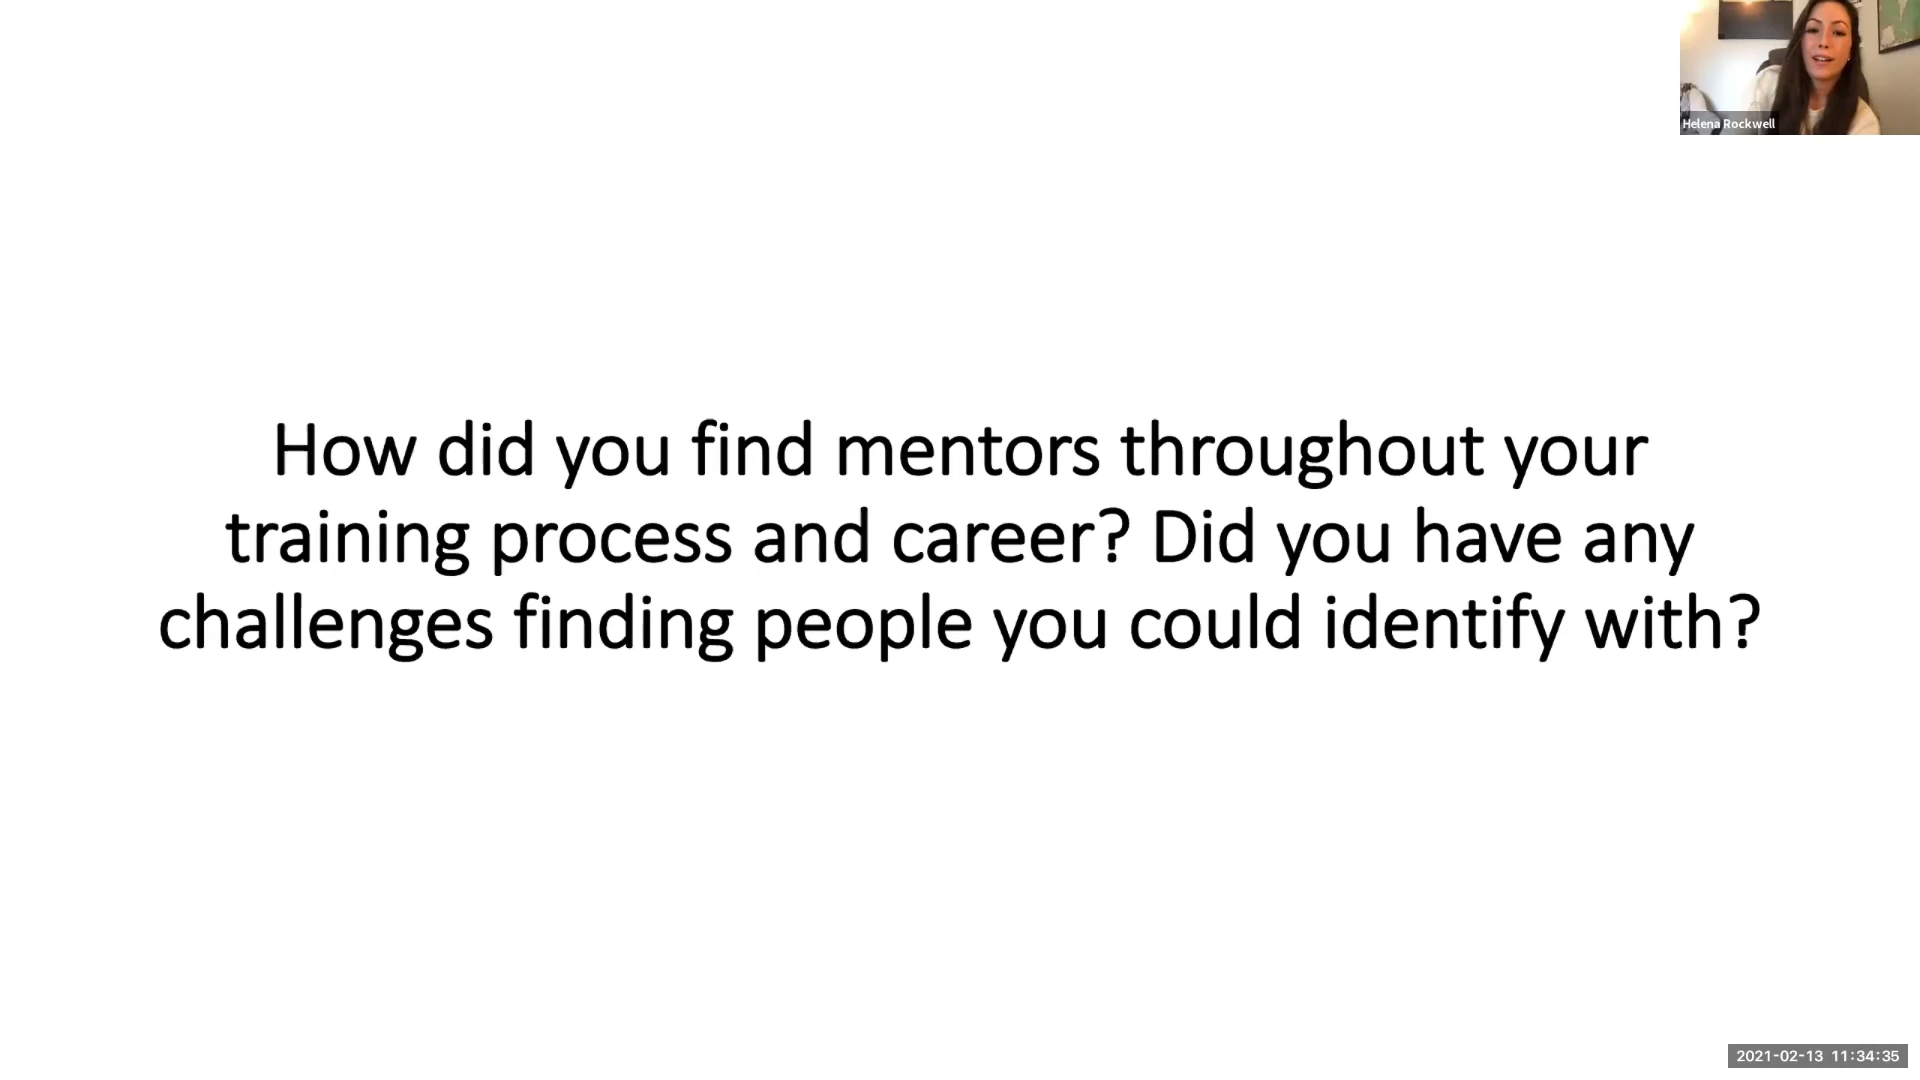 Helena Rockwell
How did you find mentors throughout your
training process and career? Did you have any
challenges finding people you could identify with?
2021-02-13 11:34:35